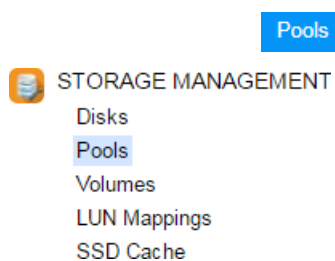 Pools
STORAGE MANAGEMENT
Disks
Pools
Volumes
LUN Mappings
SSD Cache